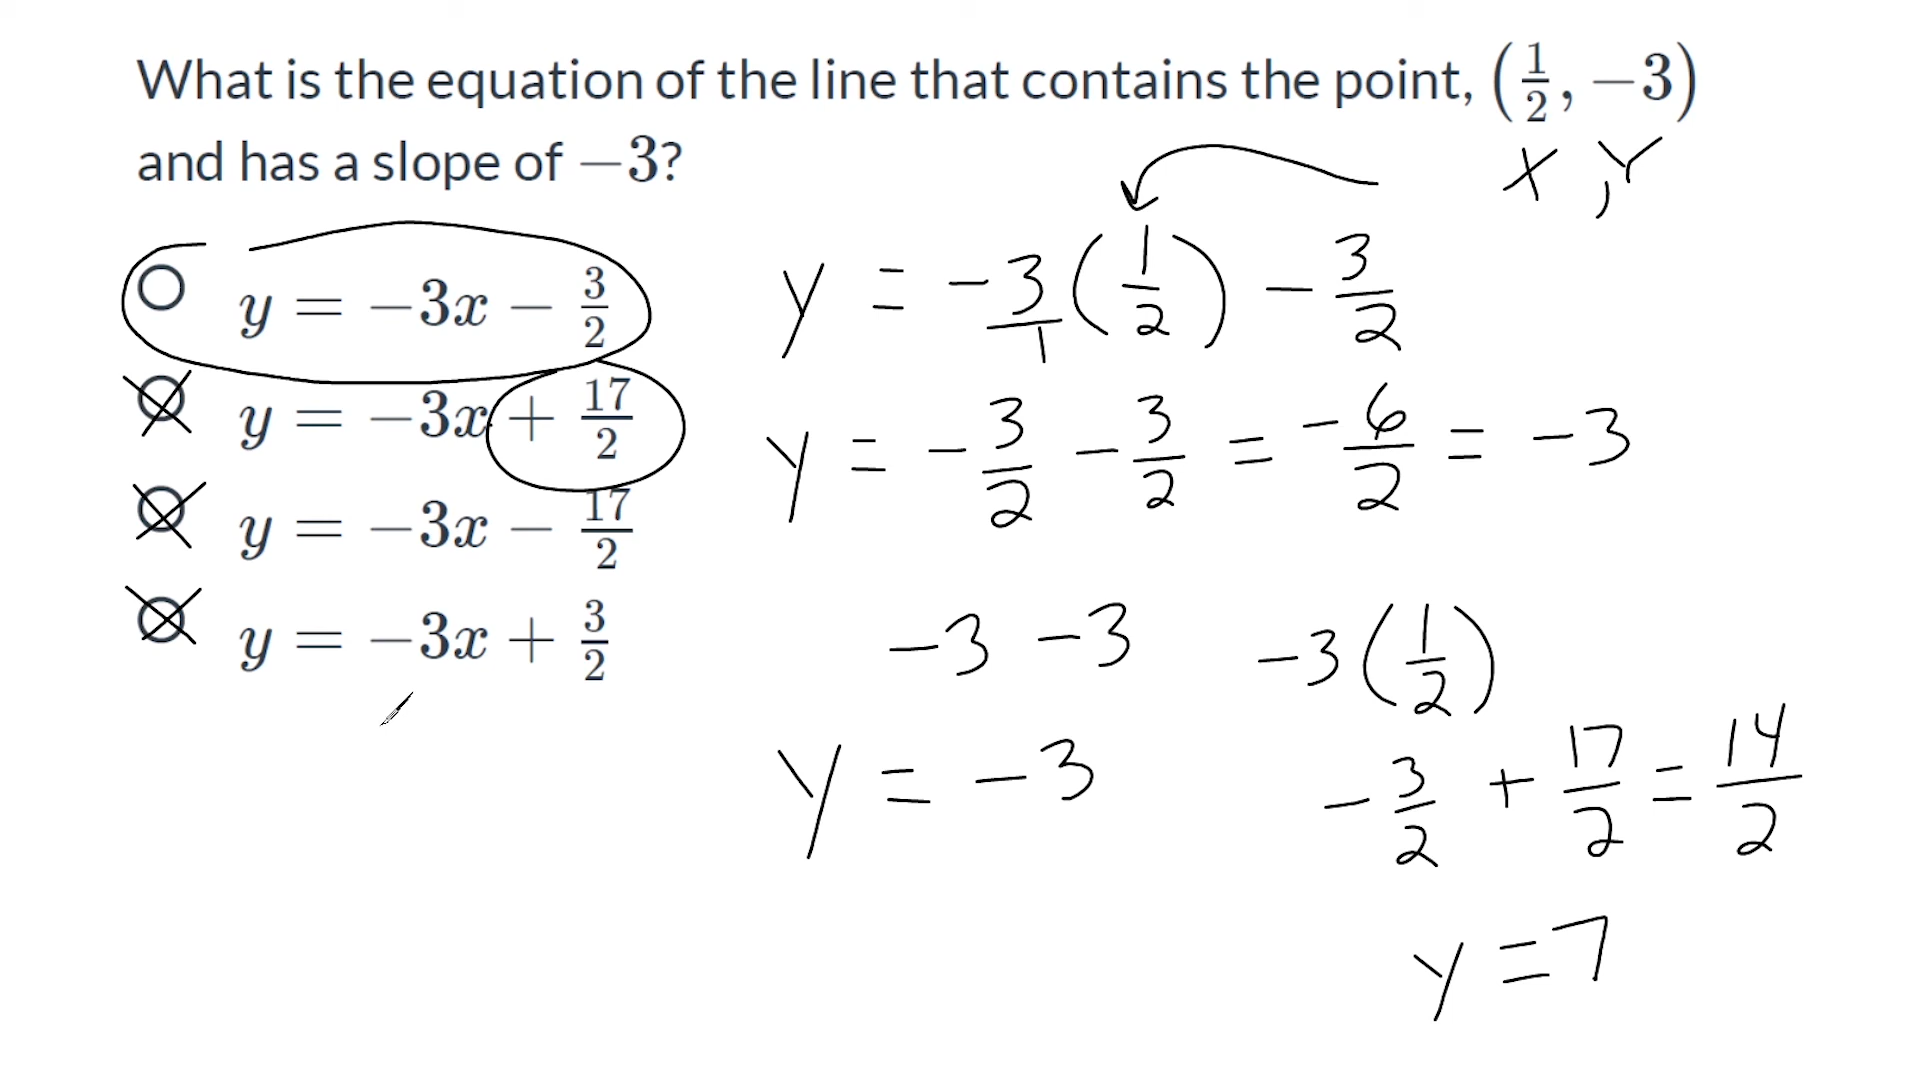 What is the equation of the line that contains the point, (1/2, −3)
and has a slope of −3?
X , Y
y = −3x − 3/2
y = −3x + 17/2
y = −3x − 17/2
y = −3x + 3/2
y = -3/1 (1/2) - 3/2
y = -3/2 - 3/2 = -6/2 = -3
-3 -3
y = -3
-3 (1/2)
-3/2 + 17/2 = 14/2
y = 7